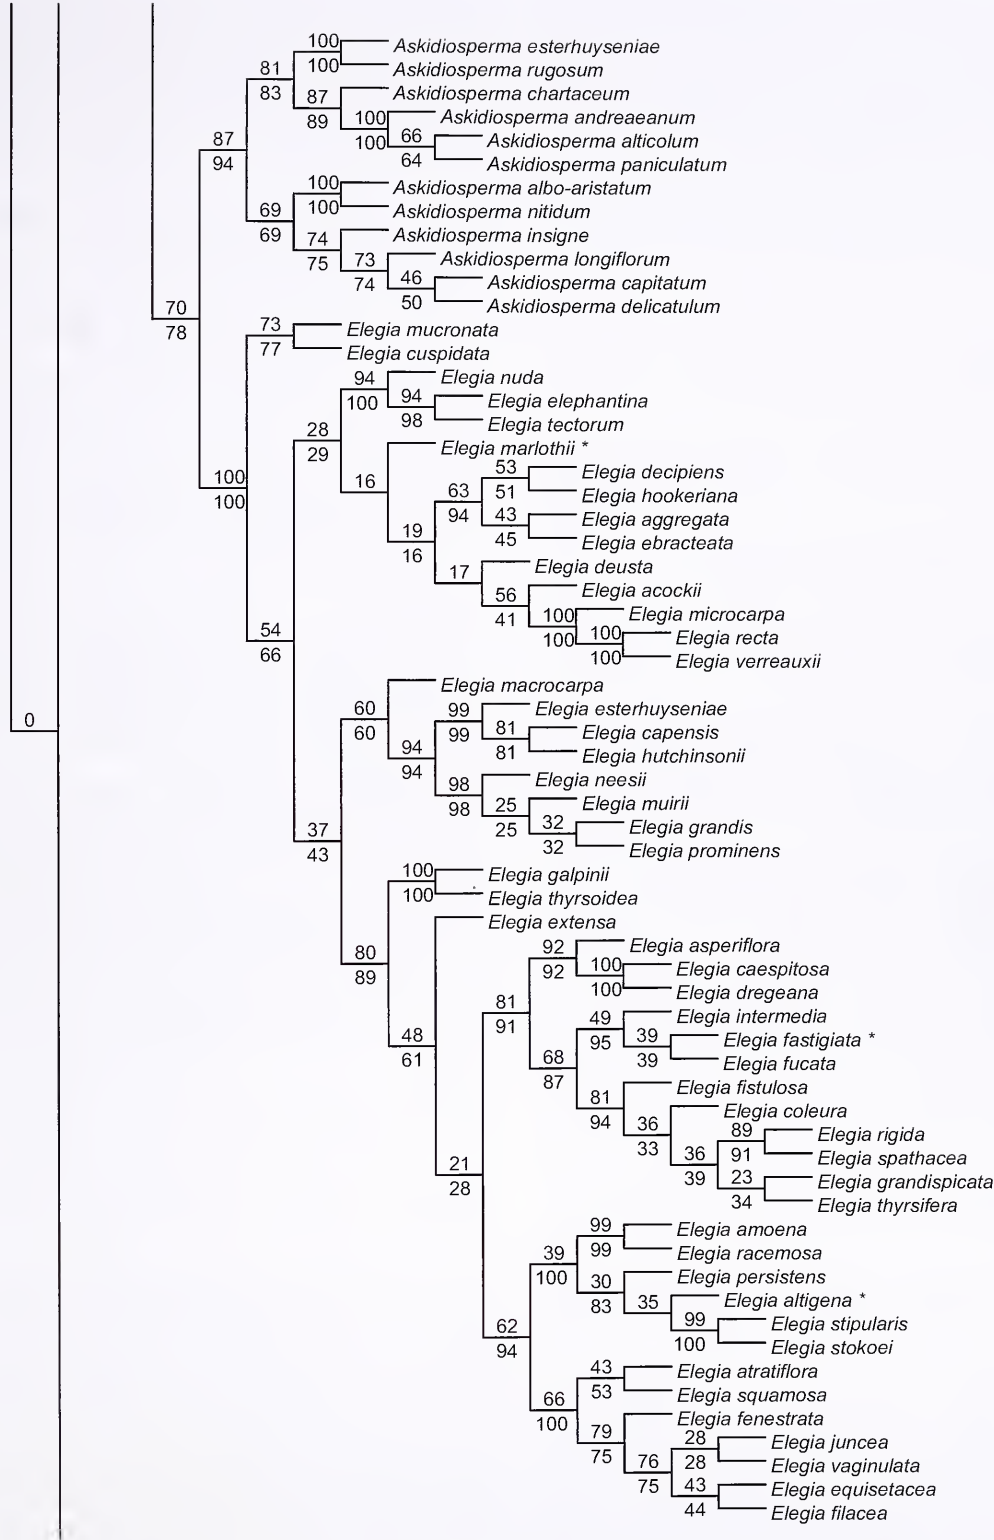 100
Askidiosperma esterhuyseniae
81 100 Askidiosperma rugosum
83 87 Askidiosperma chartaceum
89 100 Askidiosperma andreaeanum
87 100 66 Askidiosperma alticolum
94 64 Askidiosperma paniculatum
100 Askidiosperma albo-aristatum
69 100 Askidiosperma nitidum
69 74 Askidiosperma insigne
75 73 Askidiosperma longiflorum
74 46 Askidiosperma capitatum
70 50 Askidiosperma delicatulum
78 73 Elegia mucronata
77 Elegia cuspidata
94 Elegia nuda
100 94 Elegia elephantina
28 98 Elegia tectorum
29 Elegia marlothii *
16 53 Elegia decipiens
100 63 51 Elegia hookeriana
100 94 43 Elegia aggregata
19 45 Elegia ebracteata
16 Elegia deusta
17 56 Elegia acockii
41 100 Elegia microcarpa
54 100 100 Elegia recta
66 100 Elegia verreauxii
Elegia macrocarpa
60 99 Elegia esterhuyseniae
0 60 99 81 Elegia capensis
94 81 Elegia hutchinsonii
94 98 Elegia neesii
98 25 Elegia muirii
37 25 32 Elegia grandis
43 32 Elegia prominens
100 Elegia galpinii
100 Elegia thyrsoidea
Elegia extensa
80 92 Elegia asperiflora
89 92 100 Elegia caespitosa
81 100 Elegia dregeana
91 49 Elegia intermedia
48 95 39 Elegia fastigiata *
61 68 39 Elegia fucata
87 81 Elegia fistulosa
94 36 Elegia coleura
33 89 Elegia rigida
21 36 91 Elegia spathacea
28 39 23 Elegia grandispicata
34 Elegia thyrsifera
99 Elegia amoena
39 99 Elegia racemosa
100 30 Elegia persistens
83 35 Elegia altigena *
62 99 Elegia stipularis
94 100 Elegia stokoei
43 Elegia atratiflora
66 53 Elegia squamosa
100 79 Elegia fenestrata
75 28 Elegia juncea
76 28 Elegia vaginulata
75 43 Elegia equisetacea
44 Elegia filacea